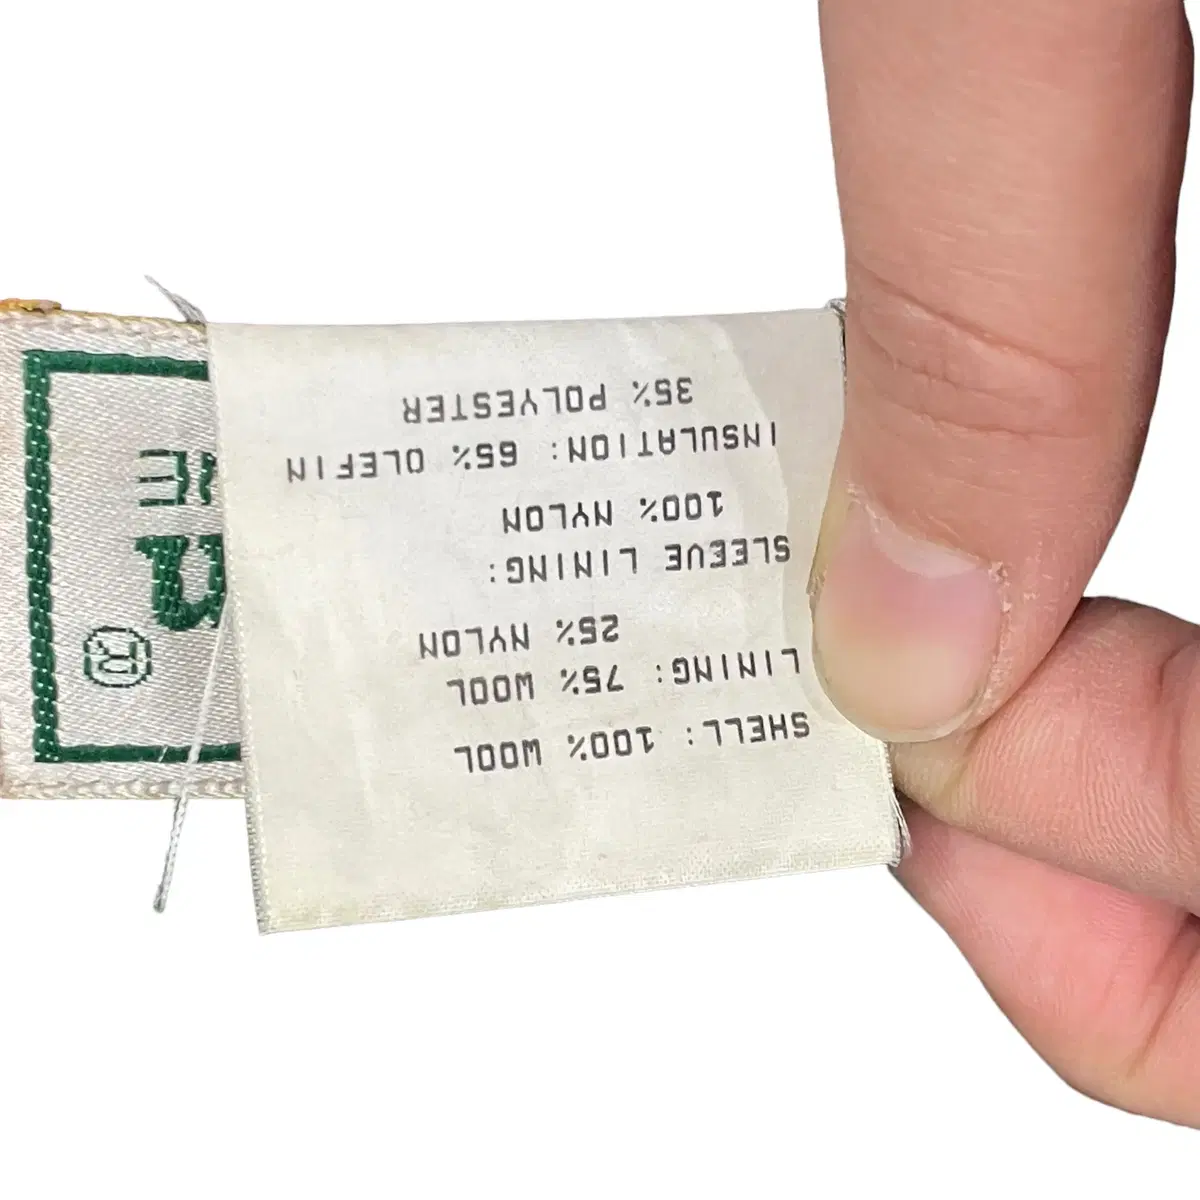 SHELL: 100% WOOL
LINING: 75% WOOL
25% NYLON
SLEEVE LINING:
100% NYLON
INSULATION: 65% OLEFIN
35% POLYESTER
®